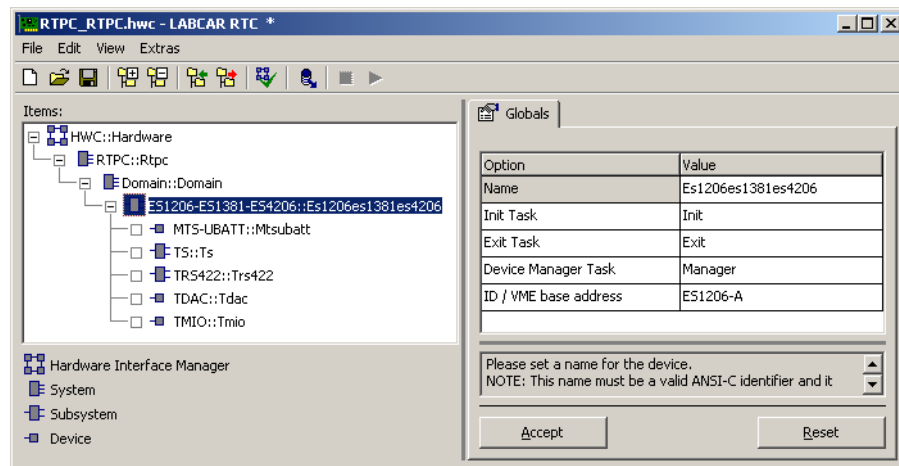 RTPC_RTPC.hwc - LABCAR RTC *
File Edit View Extras
Items:
HWC::Hardware
RTPC::Rtpc
Domain::Domain
ES1206-ES1381-ES4206::Es1206es1381es4206
MTS-UBATT::Mtsubatt
TS::Ts
TRS422::Trs422
TDAC::Tdac
TMIO::Tmio
Hardware Interface Manager
System
Subsystem
Device
Globals
Option Value
Name Es1206es1381es4206
Init Task Init
Exit Task Exit
Device Manager Task Manager
ID / VME base address ES1206-A
Please set a name for the device.
NOTE: This name must be a valid ANSI-C identifier and it
Accept Reset